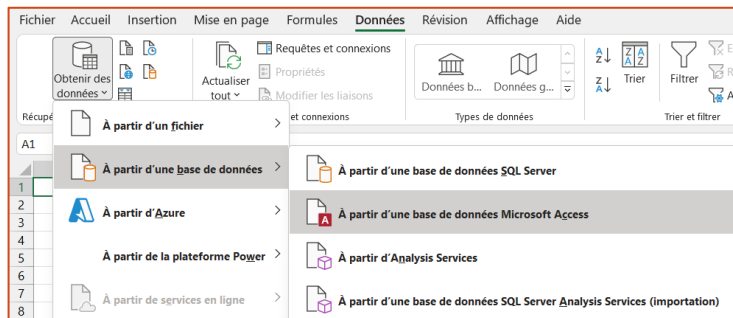 Fichier Accueil Insertion Mise en page Formules Données Révision Affichage Aide
Obtenir des
données
Actualiser
tout
Requêtes et connexions
Propriétés
Modifier les liaisons
Données b...
Données g...
Trier
Filtrer
et connexions
Types de données
Trier et filtrer
A1
À partir d'un fichier
À partir d'une base de données
À partir d'Azure
À partir de la plateforme Power
À partir de services en ligne
À partir d'une base de données SQL Server
À partir d'une base de données Microsoft Access
À partir d'Analysis Services
À partir d'une base de données SQL Server Analysis Services (importation)
1
2
3
4
5
6
7
8